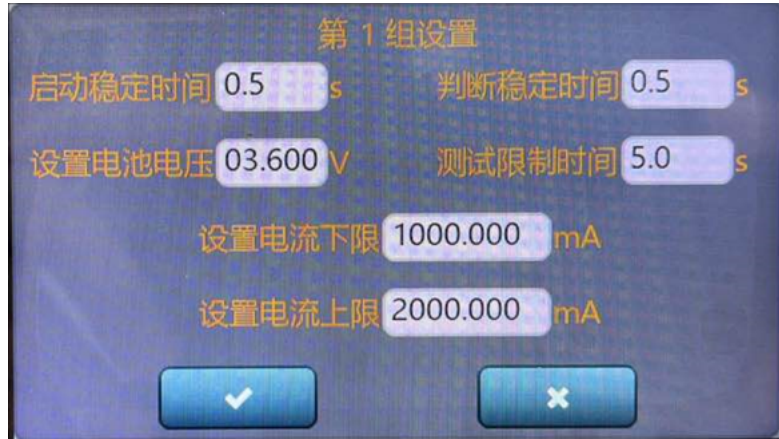 第 1 组设置
启动稳定时间 0.5 s 判断稳定时间 0.5 s
设置电池电压 03.600 V 测试限制时间 5.0 s
设置电流下限 1000.000 mA
设置电流上限 2000.000 mA